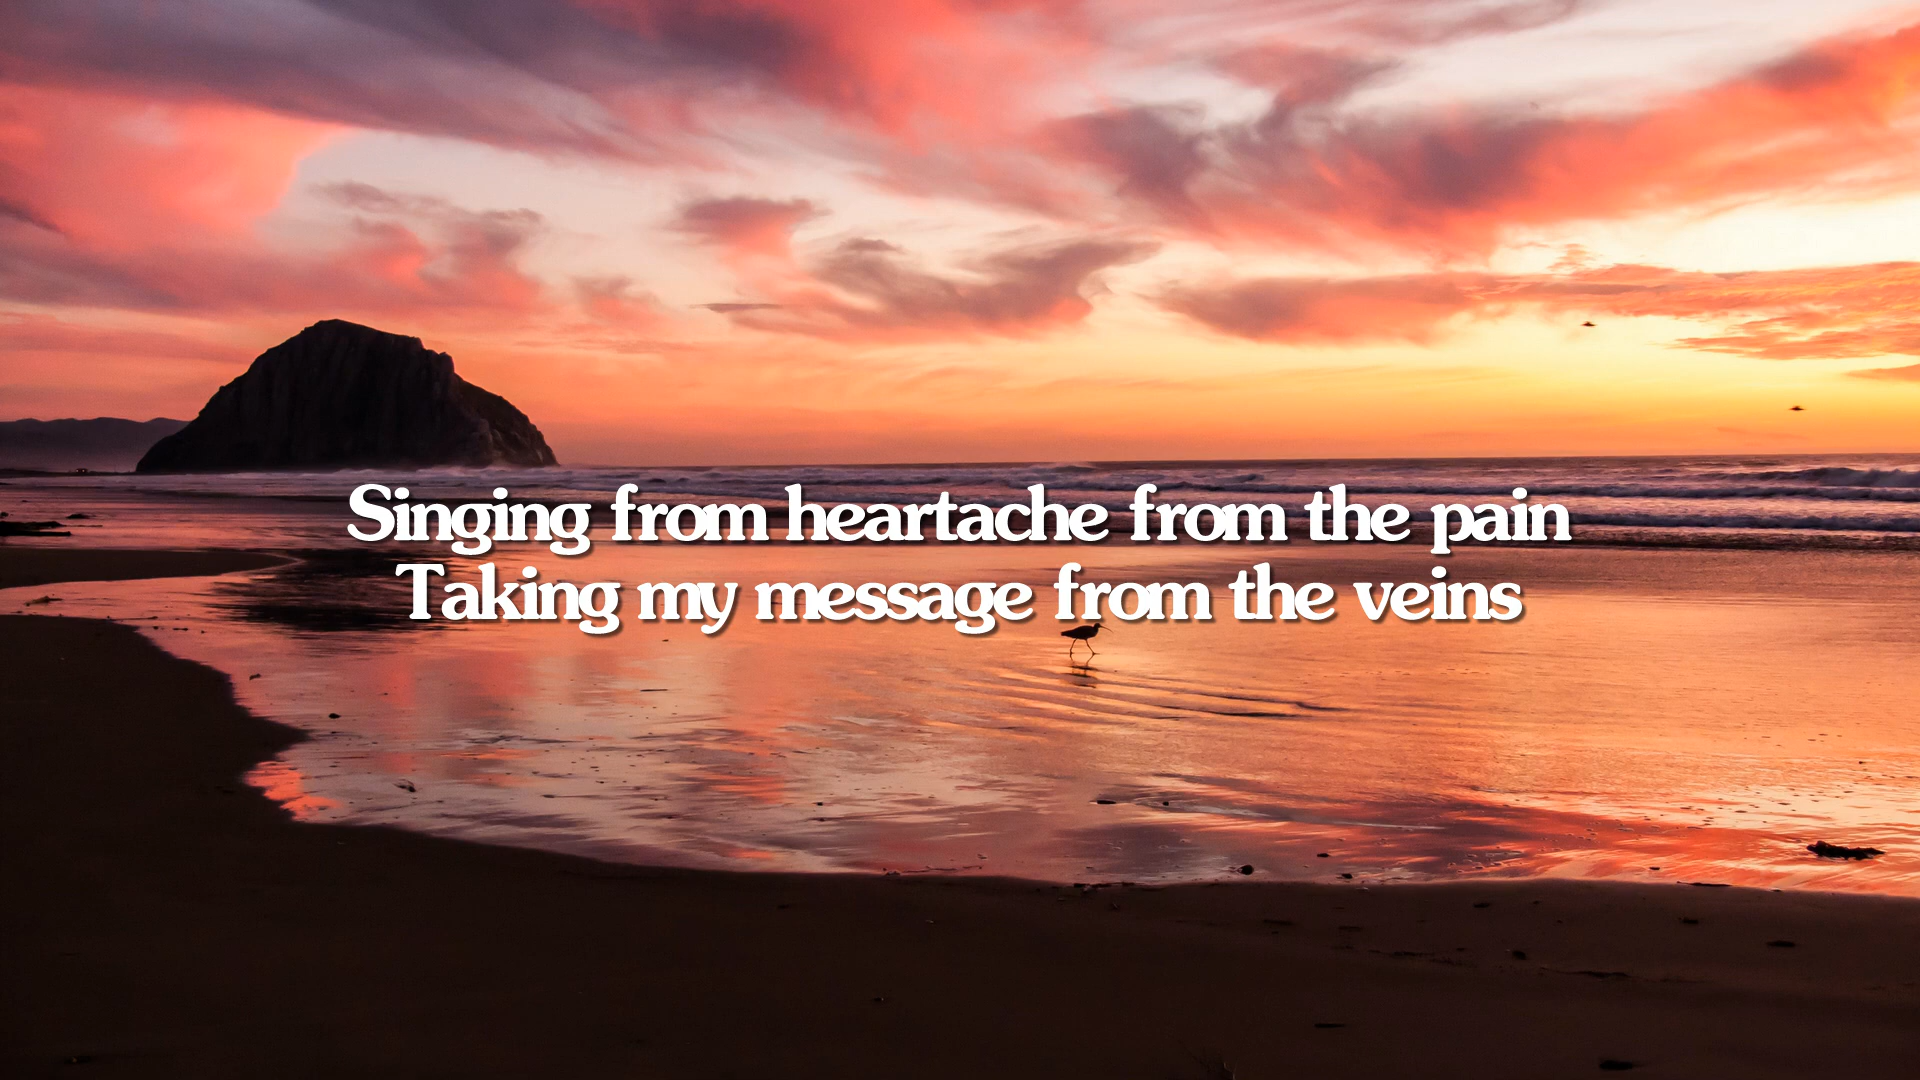 Singing from heartache from the pain
Taking my message from the veins